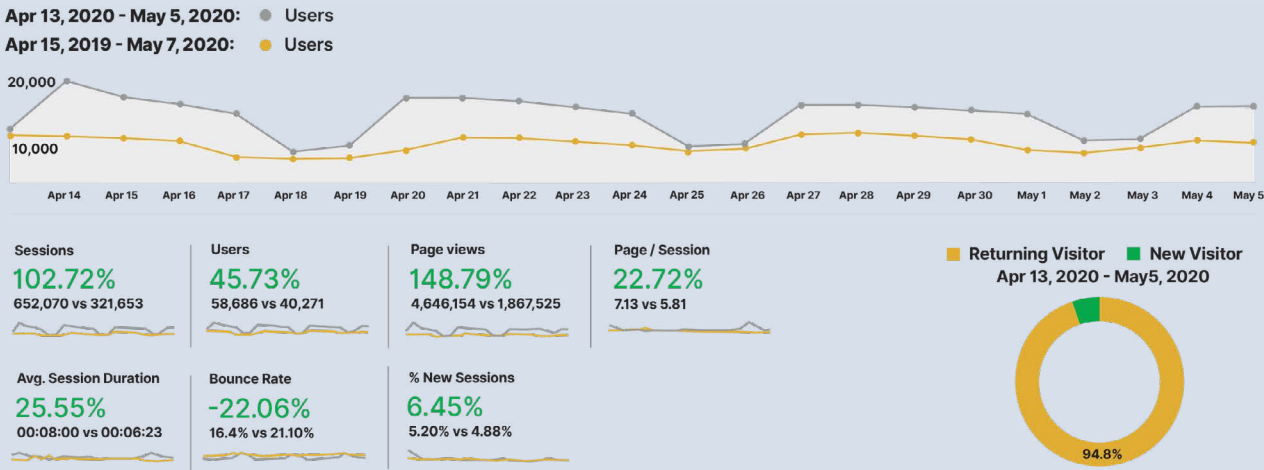 Apr 13, 2020 - May 5, 2020: Users
Apr 15, 2019 - May 7, 2020: Users
20,000
10,000
Apr 14 Apr 15 Apr 16 Apr 17 Apr 18 Apr 19 Apr 20 Apr 21 Apr 22 Apr 23 Apr 24 Apr 25 Apr 26 Apr 27 Apr 28 Apr 29 Apr 30 May 1 May 2 May 3 May 4 May 5
Sessions
102.72%
652,070 vs 321,653
Users
45.73%
58,686 vs 40,271
Page views
148.79%
4,646,154 vs 1,867,525
Page / Session
22.72%
7.13 vs 5.81
Avg. Session Duration
25.55%
00:08:00 vs 00:06:23
Bounce Rate
-22.06%
16.4% vs 21.10%
% New Sessions
6.45%
5.20% vs 4.88%
Returning Visitor New Visitor
Apr 13, 2020 - May5, 2020
94.8%